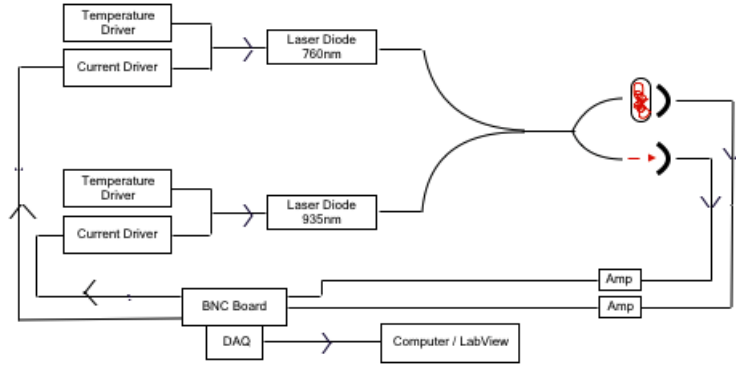 Temperature
Driver
Current Driver
Laser Diode
760nm
Temperature
Driver
Current Driver
Laser Diode
935nm
Amp
BNC Board
Amp
DAQ
Computer / LabView